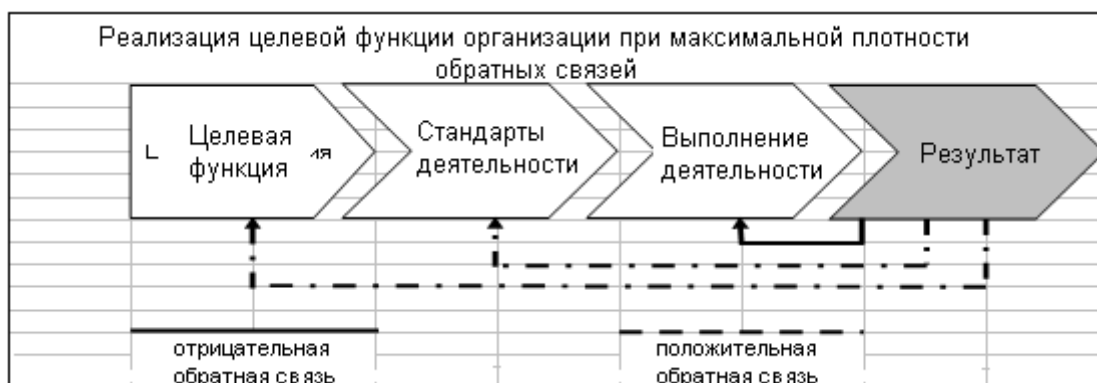 Реализация целевой функции организации при максимальной плотности
обратных связей
Целевая
функция
Стандарты
деятельности
Выполнение
деятельности
Результат
отрицательная
обратная связь
положительная
обратная связь